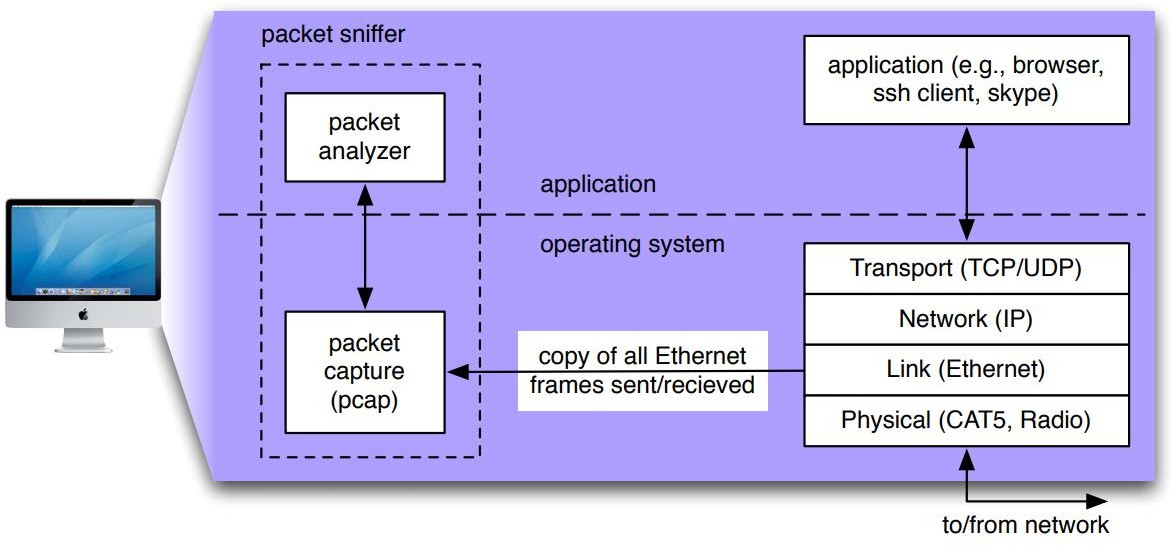 packet sniffer
packet
analyzer
application (e.g., browser,
ssh client, skype)
application
operating system
packet
capture
(pcap)
copy of all Ethernet
frames sent/recieved
Transport (TCP/UDP)
Network (IP)
Link (Ethernet)
Physical (CAT5, Radio)
to/from network